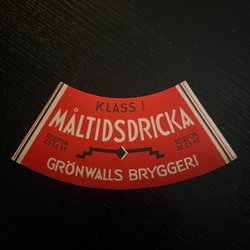 KLASS I
MÅLTIDSDRICKA
TELEFON
TELEFON
GRÖNWALLS BRYGGERI